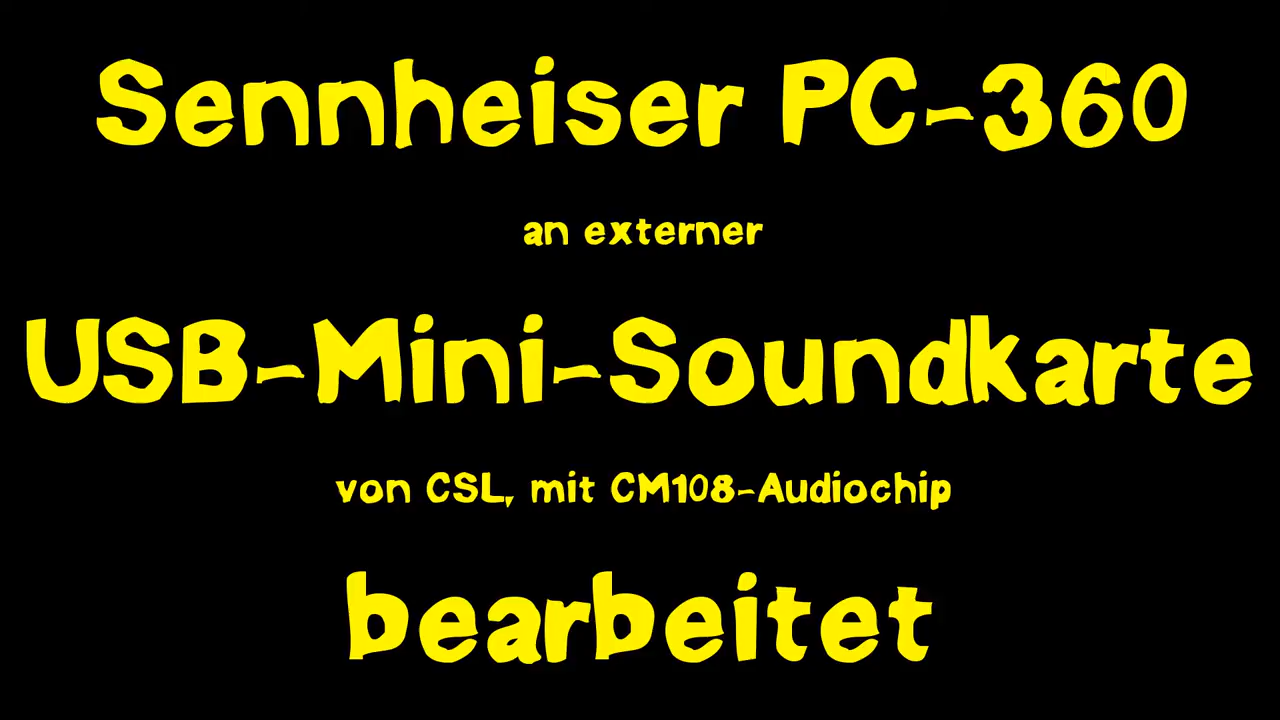 Sennheiser PC-360
an externer
USB-Mini-Soundkarte
von CSL, mit CM108-Audiochip
bearbeitet